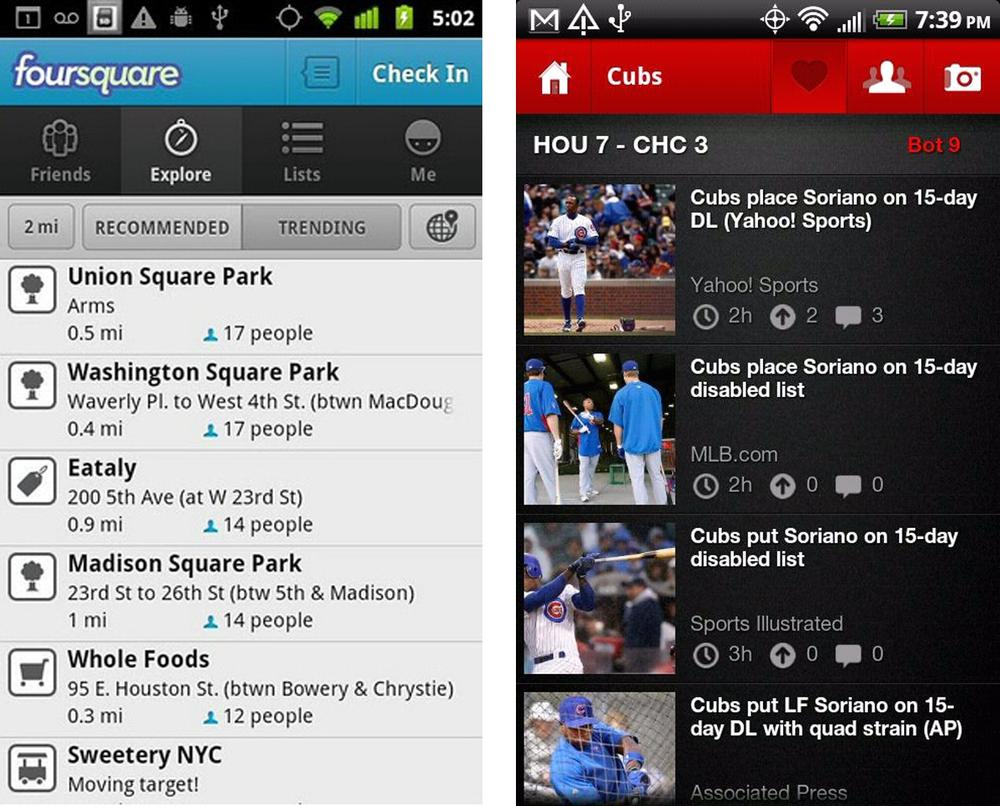 1
5:02
foursquare
Check In
Friends
Explore
Lists
Me
2 mi
RECOMMENDED
TRENDING
Union Square Park
Arms
0.5 mi
17 people
Washington Square Park
Waverly Pl. to West 4th St. (btwn MacDoug
0.4 mi
17 people
Eataly
200 5th Ave (at W 23rd St)
0.9 mi
14 people
Madison Square Park
23rd St to 26th St (btw 5th & Madison)
1 mi
14 people
Whole Foods
95 E. Houston St. (btwn Bowery & Chrystie)
0.3 mi
12 people
Sweetery NYC
Moving target!
7:39 PM
Cubs
HOU 7 - CHC 3
Bot 9
Cubs place Soriano on 15-day
DL (Yahoo! Sports)
Yahoo! Sports
2h
2
3
Cubs place Soriano on 15-day
disabled list
MLB.com
2h
0
0
Cubs put Soriano on 15-day
disabled list
Sports Illustrated
3h
0
0
Cubs put LF Soriano on 15-
day DL with quad strain (AP)
Associated Press